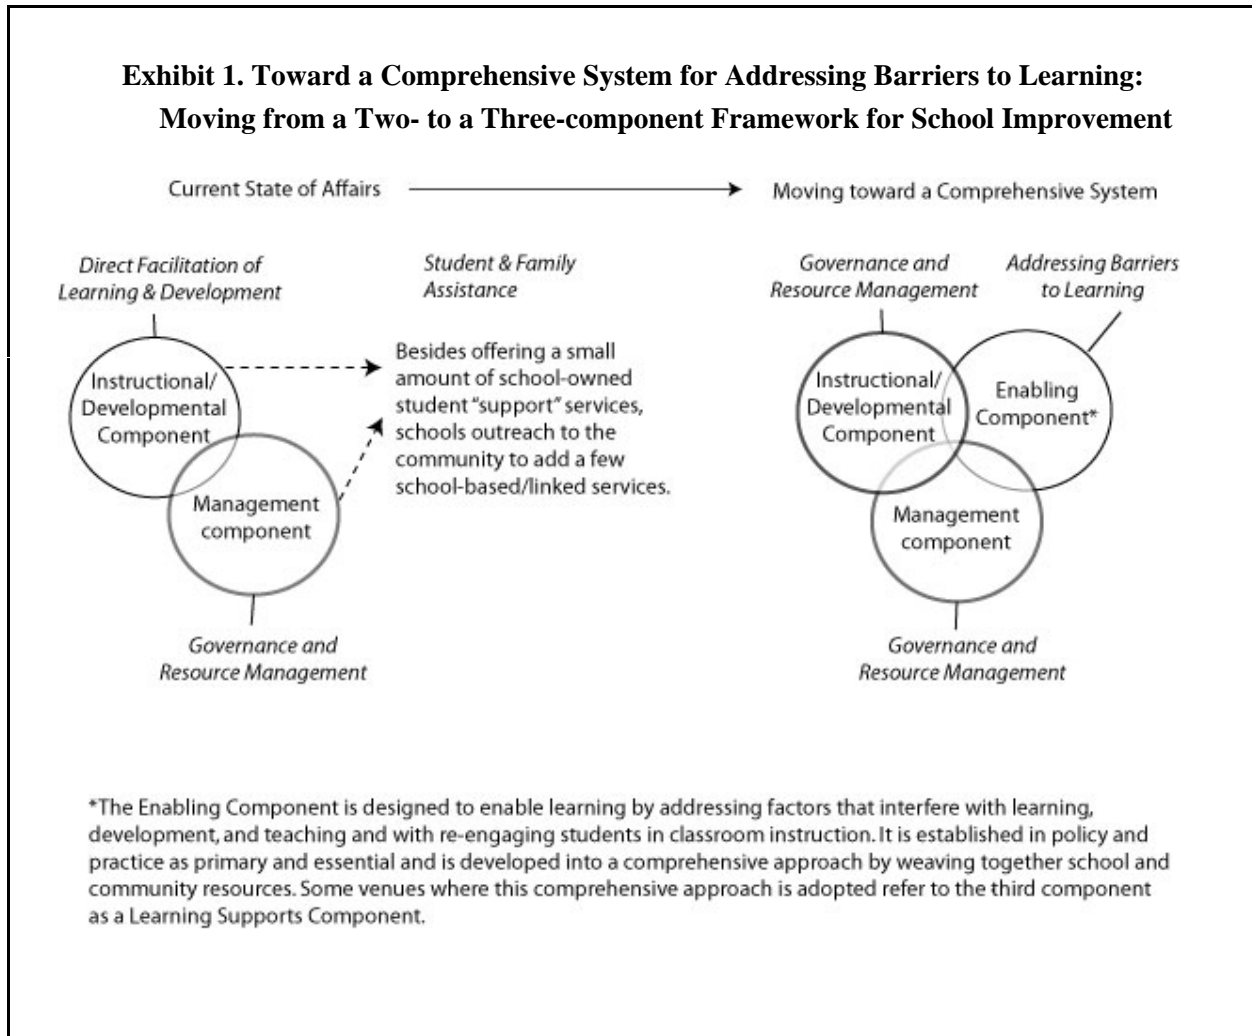 Exhibit 1. Toward a Comprehensive System for Addressing Barriers to Learning:
Moving from a Two- to a Three-component Framework for School Improvement
Current State of Affairs
Moving toward a Comprehensive System
Direct Facilitation of
Learning & Development
Student & Family
Assistance
Governance and
Resource Management
Addressing Barriers
to Learning
Instructional/
Developmental
Component
Management
component
Besides offering a small
amount of school-owned
student "support" services,
schools outreach to the
community to add a few
school-based/linked services.
Instructional/
Developmental
Component
Enabling
Component*
Management
component
Governance and
Resource Management
Governance and
Resource Management
*The Enabling Component is designed to enable learning by addressing factors that interfere with learning,
development, and teaching and with re-engaging students in classroom instruction. It is established in policy and
practice as primary and essential and is developed into a comprehensive approach by weaving together school and
community resources. Some venues where this comprehensive approach is adopted refer to the third component
as a Learning Supports Component.